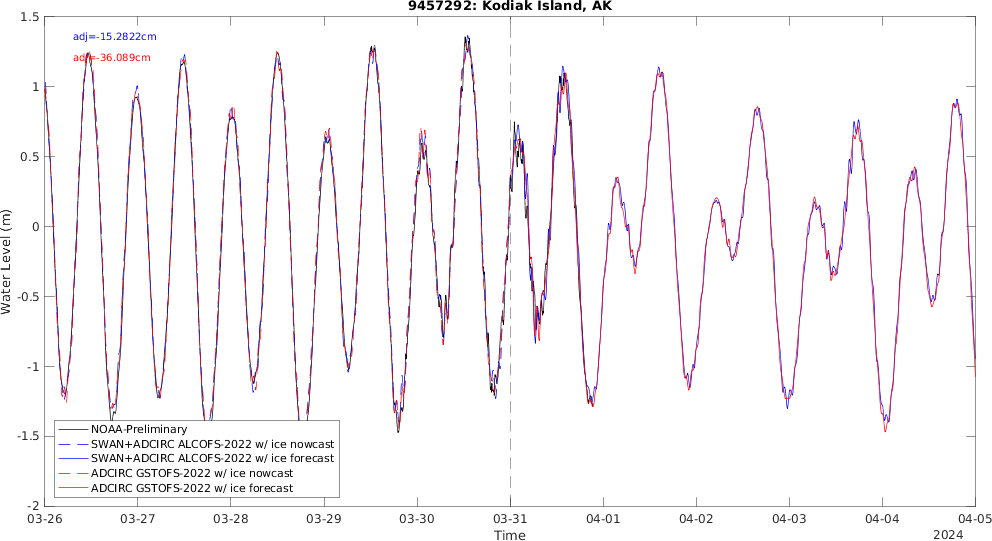 9457292: Kodiak Island, AK
adj=-15.2822cm
adj=-36.089cm
1.5
1
0.5
0
-0.5
-1
-1.5
-2
Water Level (m)
NOAA-Preliminary
SWAN+ADCIRC ALCOFS-2022 w/ ice nowcast
SWAN+ADCIRC ALCOFS-2022 w/ ice forecast
ADCIRC GSTOFS-2022 w/ ice nowcast
ADCIRC GSTOFS-2022 w/ ice forecast
03-26 03-27 03-28 03-29 03-30 03-31 04-01 04-02 04-03 04-04 04-05
Time
2024